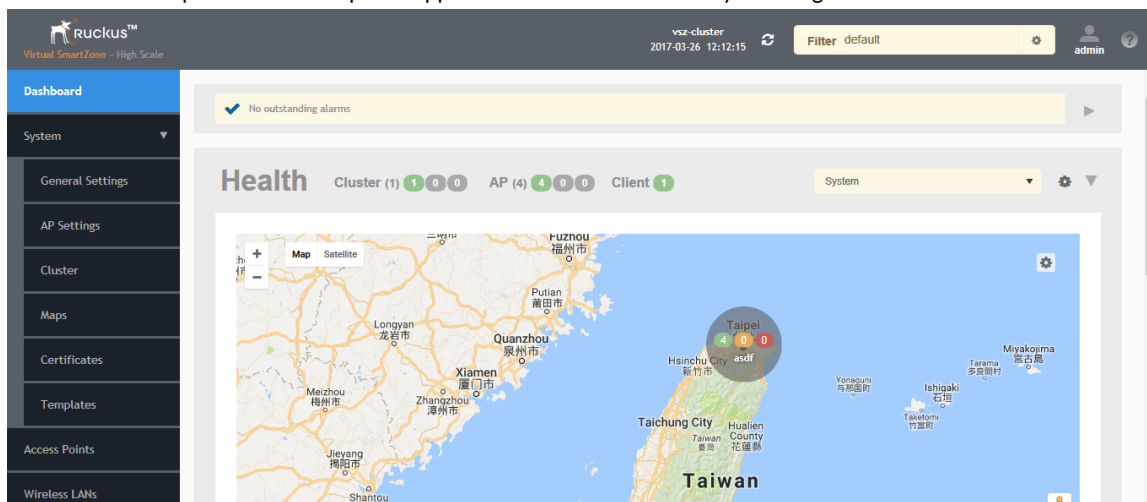 Ruckus™
Virtual SmartZone - High Scale
vsz-cluster
2017-03-26 12:12:15
Filter default
admin
?
Dashboard
No outstanding alarms
System
General Settings
AP Settings
Cluster
Maps
Certificates
Templates
Access Points
Wireless LANs
Health
Cluster (1) 1 0 0
AP (4) 4 0 0
Client 1
System
+
−
Map
Satellite
Fuzhou
福州市
Putian
莆田市
Longyan
龙岩市
Quanzhou
泉州市
Xiamen
厦门市
Zhangzhou
漳州市
Meizhou
梅州市
Jieyang
揭阳市
Shantou
Taipei
4 0 0
asdf
Hsinchu City
新竹市
Taichung City
Hualien
County
花蓮縣
Taiwan
臺灣
Taiwan
Yonaguni
与那国町
Ishigaki
石垣
Taketomi
竹富町
Tarama
多良間村
Miyakojima
宮古島